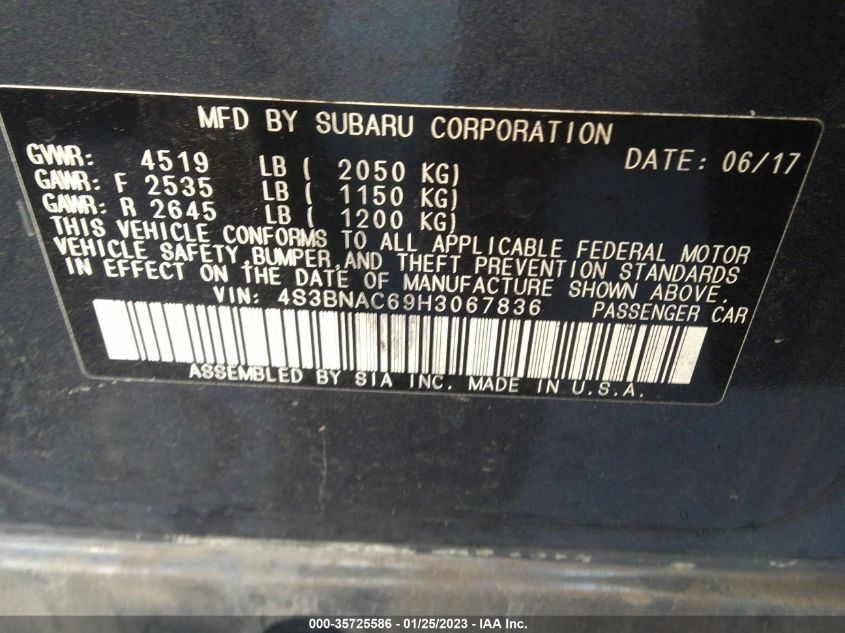 MFD BY SUBARU CORPORATION
GVWR: 4519 LB ( 2050 KG) DATE: 06/17
GAWR: F 2535 LB ( 1150 KG)
GAWR: R 2645 LB ( 1200 KG)
THIS VEHICLE CONFORMS TO ALL APPLICABLE FEDERAL MOTOR
VEHICLE SAFETY, BUMPER, AND THEFT PREVENTION STANDARDS
IN EFFECT ON THE DATE OF MANUFACTURE SHOWN ABOVE.
VIN: 4S3BNAC69H3067836 PASSENGER CAR
ASSEMBLED BY SIA INC. MADE IN U.S.A.
000-35725586 - 01/25/2023 - IAA Inc.